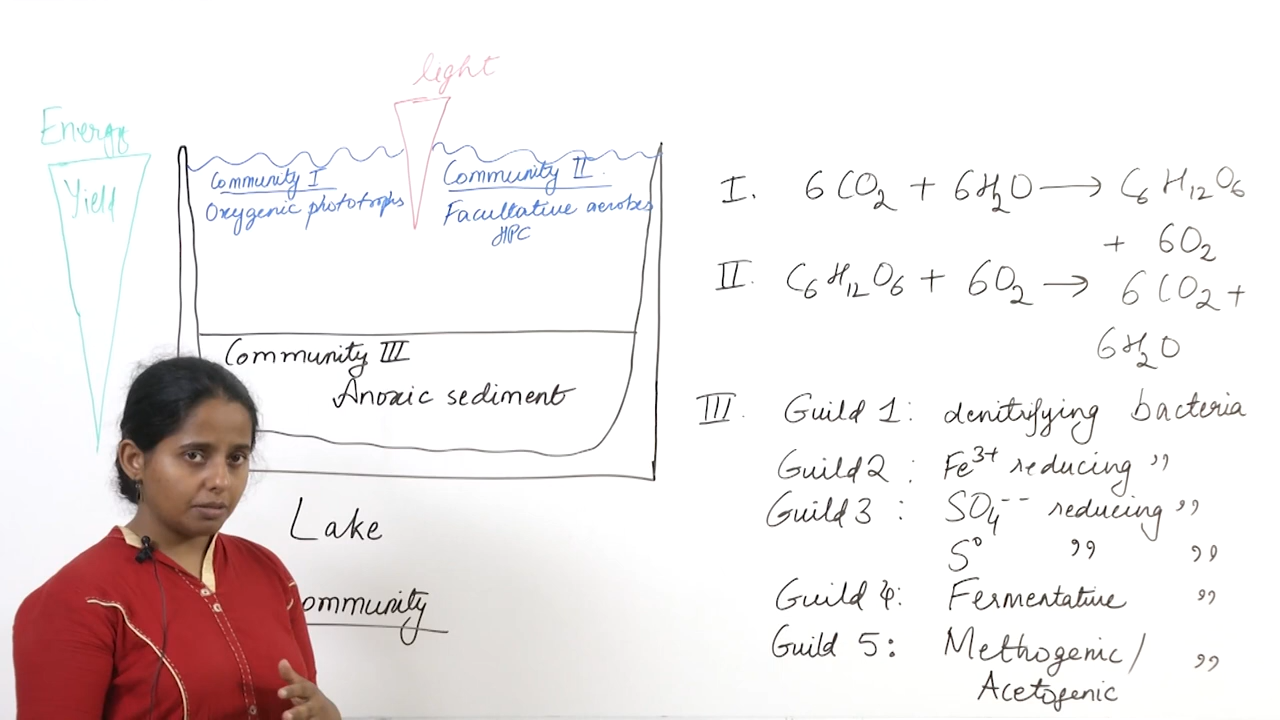 light
Energy
Yield
Community I
Oxygenic phototrophs
Community II.
Facultative aerobes
HPC
Community III
Anoxic sediment
Lake
ommunity
I. 6CO₂ + 6H₂O → C₆H₁₂O₆
+ 6O₂
II. C₆H₁₂O₆ + 6O₂ → 6CO₂ +
6H₂O
III. Guild 1: denitifying bacteria
Guild 2: Fe³⁺ reducing ”
Guild 3: SO₄⁻⁻ reducing ”
S⁰ ” ”
Guild 4: Fermentative ”
Guild 5: Methogenic/ ”
Acetogenic